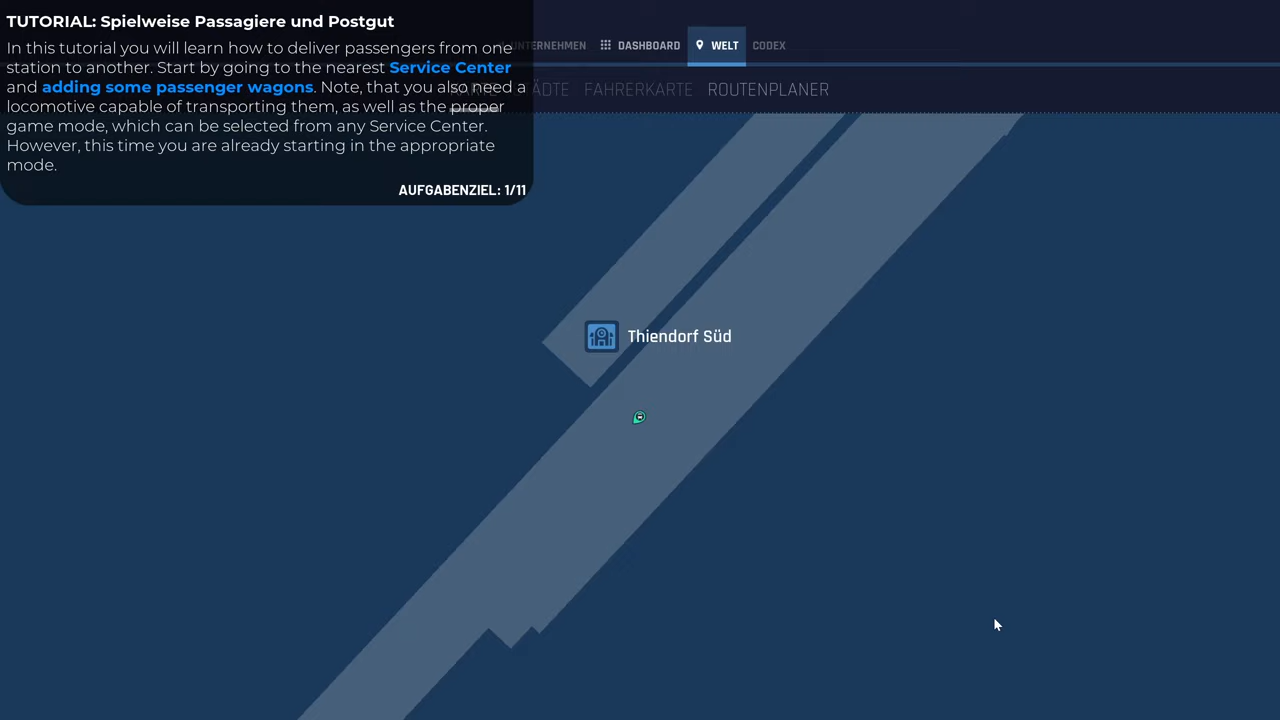 TUTORIAL: Spielweise Passagiere und Postgut
In this tutorial you will learn how to deliver passengers from one
station to another. Start by going to the nearest Service Center
and adding some passenger wagons. Note, that you also need a
locomotive capable of transporting them, as well as the proper
game mode, which can be selected from any Service Center.
However, this time you are already starting in the appropriate
mode.
AUFGABENZIEL: 1/11
UNTERNEHMEN DASHBOARD WELT CODEX
FAHRERKARTE ROUTENPLANER
Thiendorf Süd